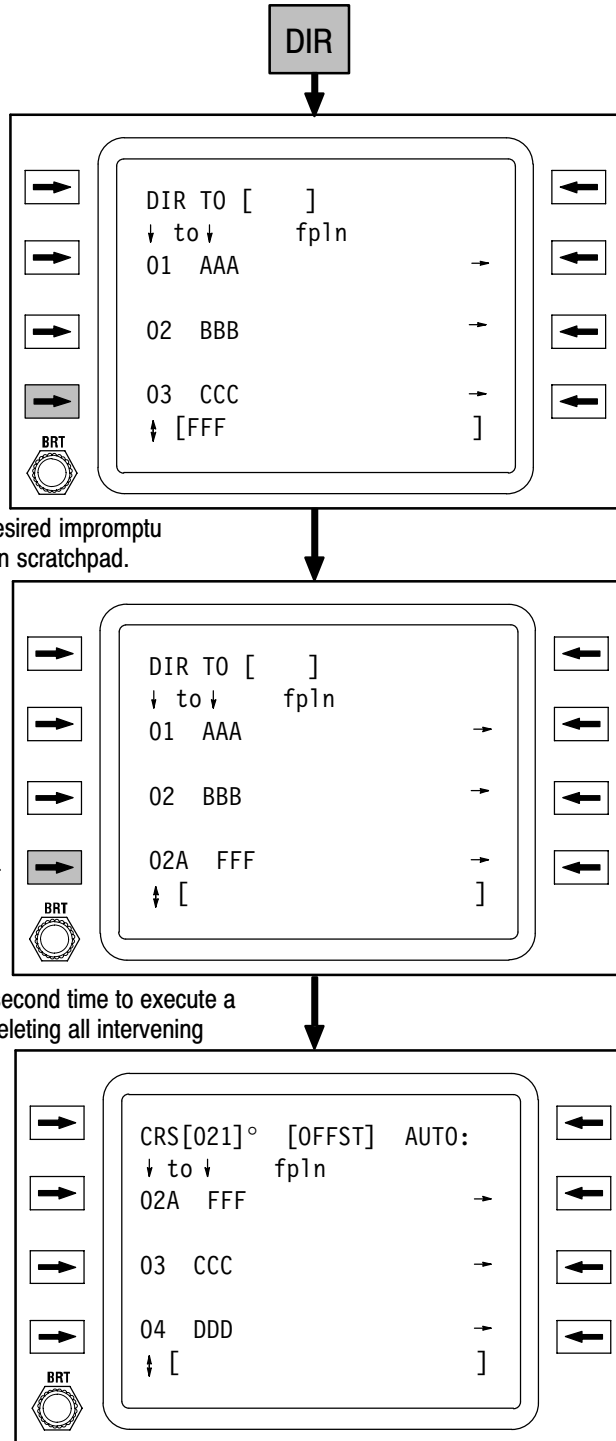 DIR
DIR TO [ ]
↓ to ↓ fpln
01 AAA →
02 BBB →
03 CCC →
↕ [FFF ]
BRT
esired impromptu
n scratchpad.
DIR TO [ ]
↓ to ↓ fpln
01 AAA →
02 BBB →
02A FFF →
↕ [ ]
BRT
second time to execute a
eleting all intervening
CRS[021]° [OFFST] AUTO:
↓ to ↓ fpln
02A FFF →
03 CCC →
04 DDD →
↕ [ ]
BRT